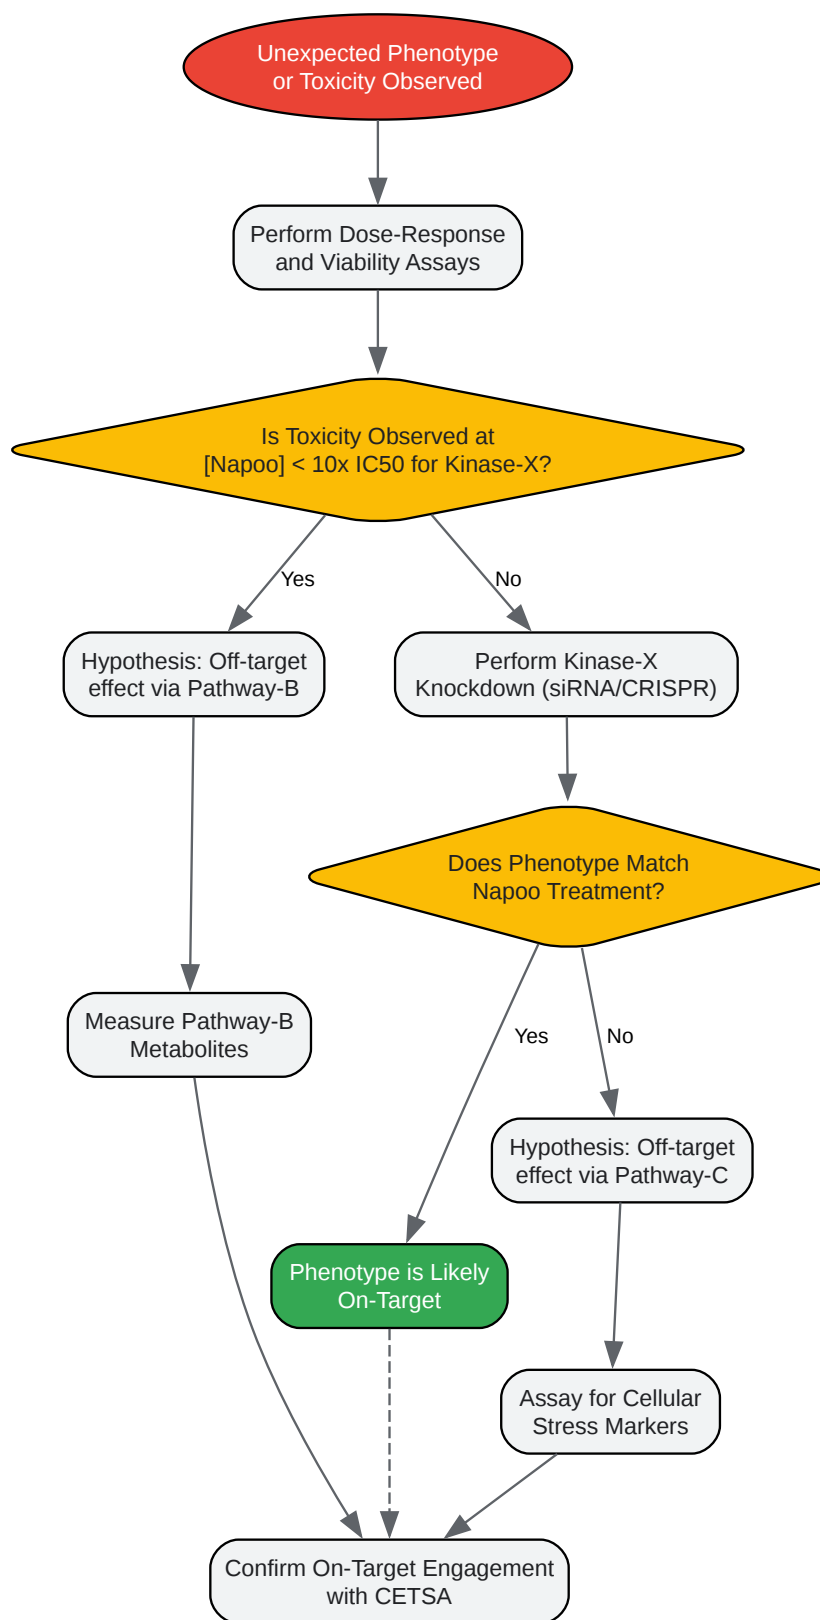 Unexpected Phenotype
or Toxicity Observed
Perform Dose-Response
and Viability Assays
Is Toxicity Observed at
[Napoo] < 10x IC50 for Kinase-X?
Yes
No
Hypothesis: Off-target
effect via Pathway-B
Perform Kinase-X
Knockdown (siRNA/CRISPR)
Does Phenotype Match
Napoo Treatment?
Measure Pathway-B
Metabolites
Yes
No
Hypothesis: Off-target
effect via Pathway-C
Phenotype is Likely
On-Target
Assay for Cellular
Stress Markers
Confirm On-Target Engagement
with CETSA